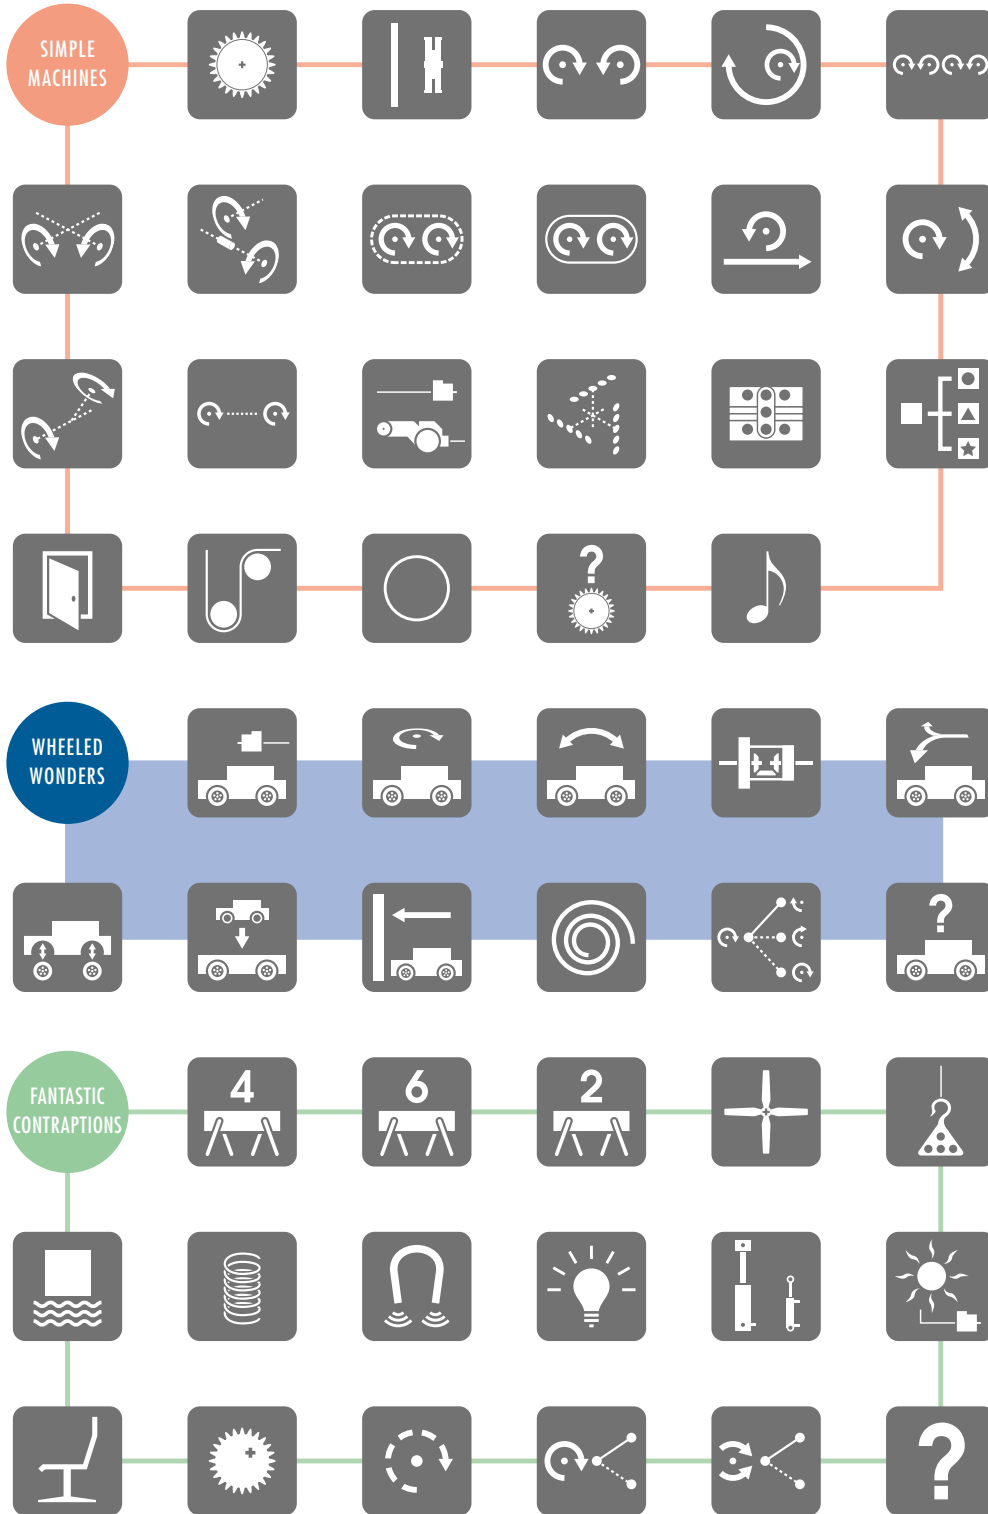 SIMPLE
MACHINES
?
WHEELED
WONDERS
?
FANTASTIC
CONTRAPTIONS
4
6
2
?